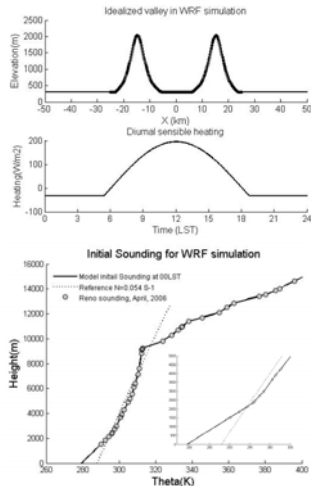 Idealized valley in WRF simulation
Elevation(m)
2500
2000
1500
1000
500
0
-50 -40 -30 -20 -10 0 10 20 30 40 50
X (km)
Diurnal sensible heating
Heating(W/m2)
200
100
0
-100
0 3 6 9 12 15 18 21 24
Time (LST)
Initial Sounding for WRF simulation
Model initail Sounding at 00LST
Reference N=0.054 S-1
Reno sounding, April, 2006
Height(m)
16000
14000
12000
10000
8000
6000
4000
2000
0
260 280 300 320 340 360 380 400
Theta(K)